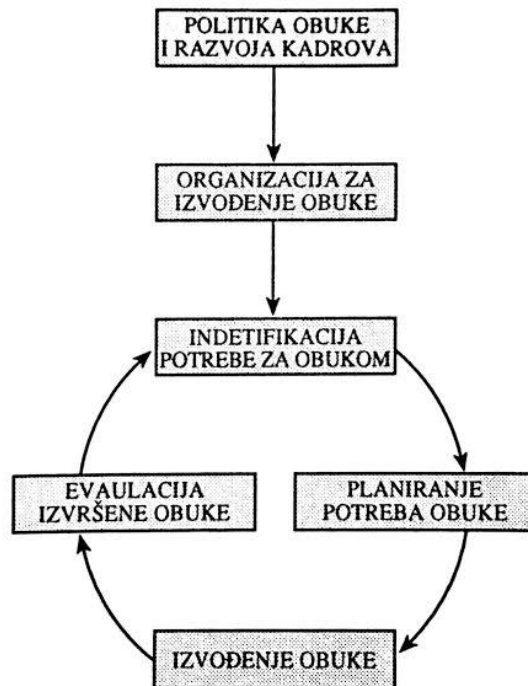 POLITIKA OBUKE
I RAZVOJA KADROVA
ORGANIZACIJA ZA
IZVOĐENJE OBUKE
INDETIFIKACIJA
POTREBE ZA OBUKOM
EVAULACIJA
IZVRŠENE OBUKE
PLANIRANJE
POTREBA OBUKE
IZVOĐENJE OBUKE